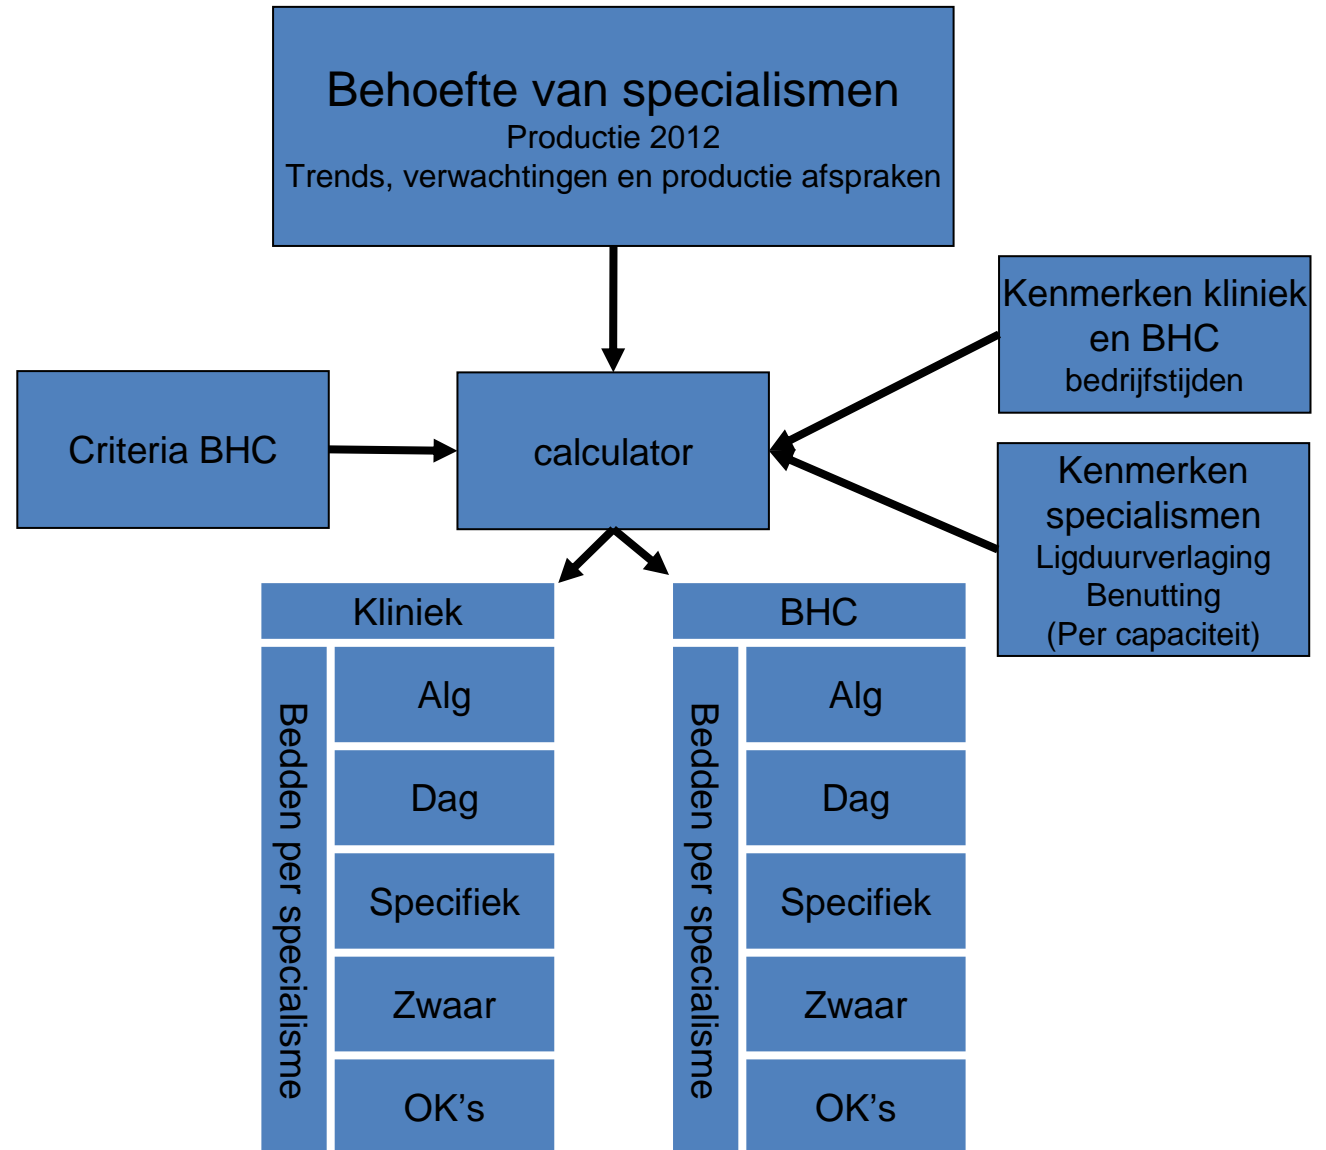 Behoefte van specialismen
Productie 2012
Trends, verwachtingen en productie afspraken
Kenmerken kliniek
en BHC
bedrijfstijden
Criteria BHC
calculator
Kenmerken
specialismen
Ligduurverlaging
Benutting
(Per capaciteit)
Kliniek
Bedden per specialisme
Alg
Dag
Specifiek
Zwaar
OK’s
BHC
Bedden per specialisme
Alg
Dag
Specifiek
Zwaar
OK’s